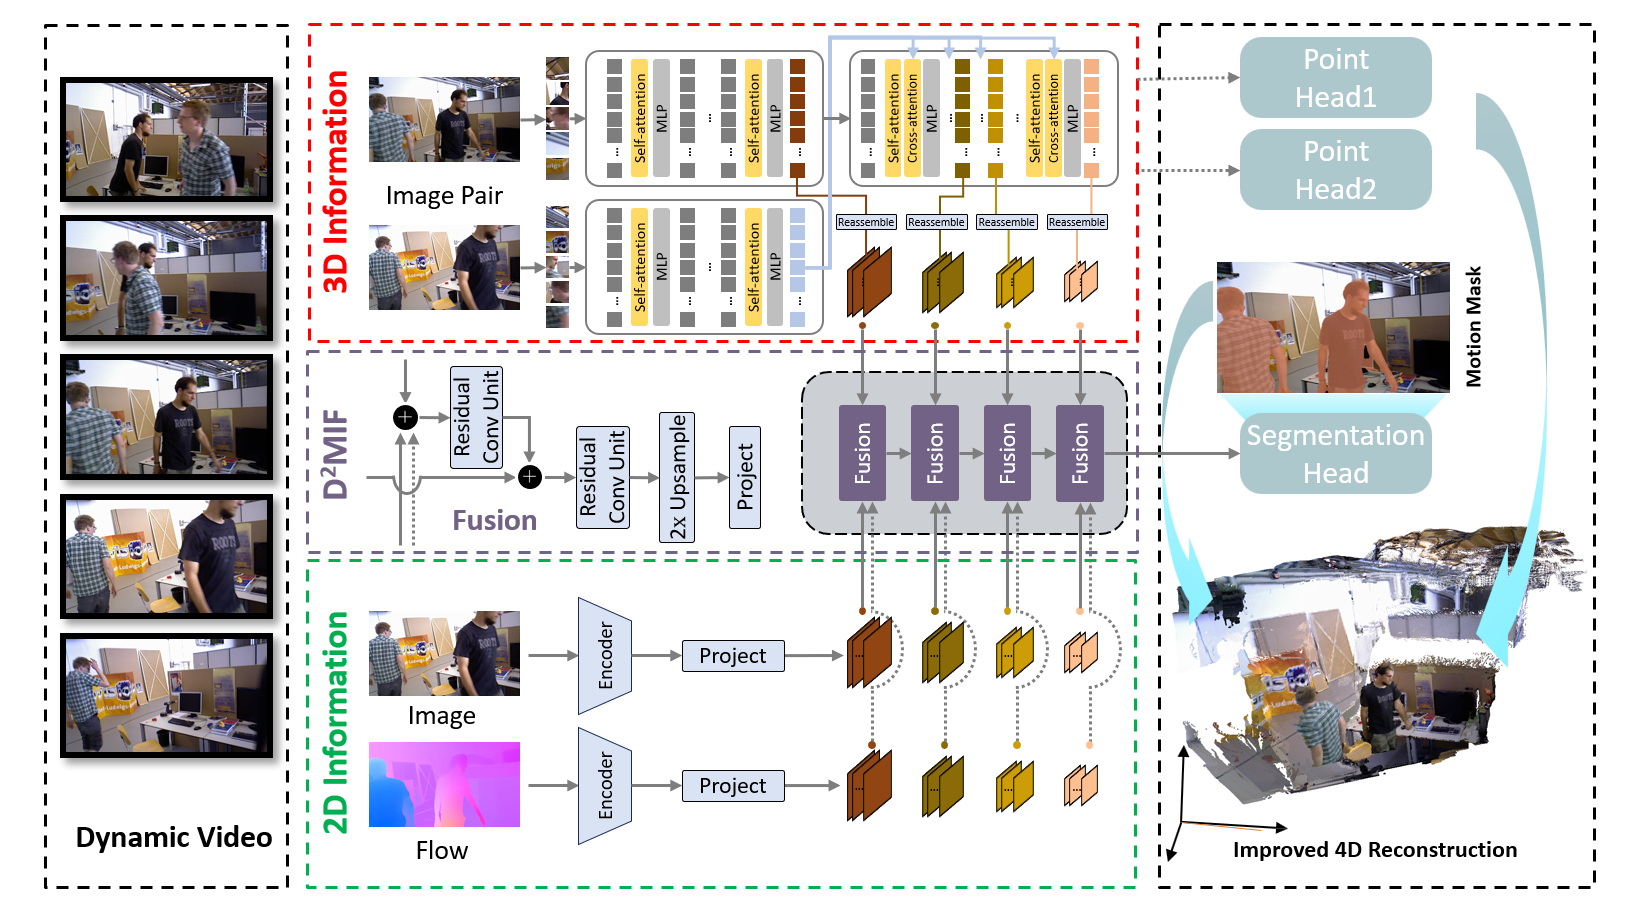 Dynamic Video
3D Information
Image Pair
Self-attention
MLP
...
Self-attention
MLP
...
...
Self-attention
Cross-attention
MLP
...
...
...
Self-attention
Cross-attention
MLP
...
Self-attention
MLP
...
Self-attention
MLP
...
...
Reassemble
Reassemble
Reassemble
Reassemble
D²MIF
+
Residual
Conv Unit
+
Residual
Conv Unit
2x Upsample
Project
Fusion
Fusion
Fusion
Fusion
Fusion
2D Information
Image
Encoder
Project
Flow
Encoder
Project
Point
Head1
Point
Head2
Motion Mask
Segmentation
Head
Improved 4D Reconstruction
ROOTS